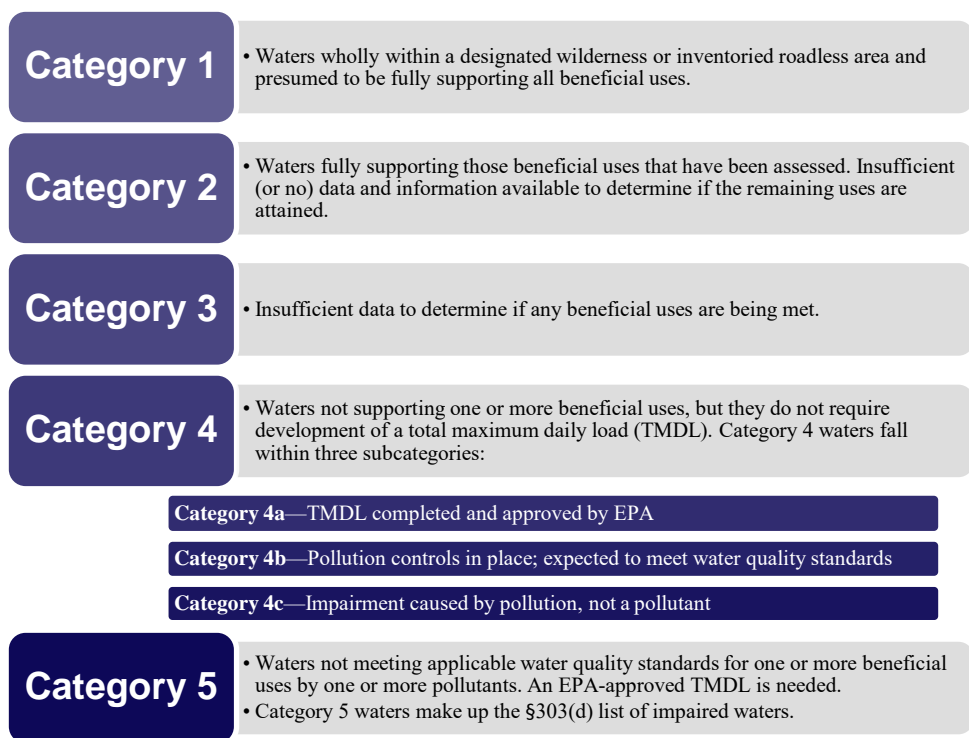 Category 1
• Waters wholly within a designated wilderness or inventoried roadless area and
presumed to be fully supporting all beneficial uses.
Category 2
• Waters fully supporting those beneficial uses that have been assessed. Insufficient
(or no) data and information available to determine if the remaining uses are
attained.
Category 3
• Insufficient data to determine if any beneficial uses are being met.
Category 4
• Waters not supporting one or more beneficial uses, but they do not require
development of a total maximum daily load (TMDL). Category 4 waters fall
within three subcategories:
Category 4a—TMDL completed and approved by EPA
Category 4b—Pollution controls in place; expected to meet water quality standards
Category 4c—Impairment caused by pollution, not a pollutant
Category 5
• Waters not meeting applicable water quality standards for one or more beneficial
uses by one or more pollutants. An EPA-approved TMDL is needed.
• Category 5 waters make up the §303(d) list of impaired waters.